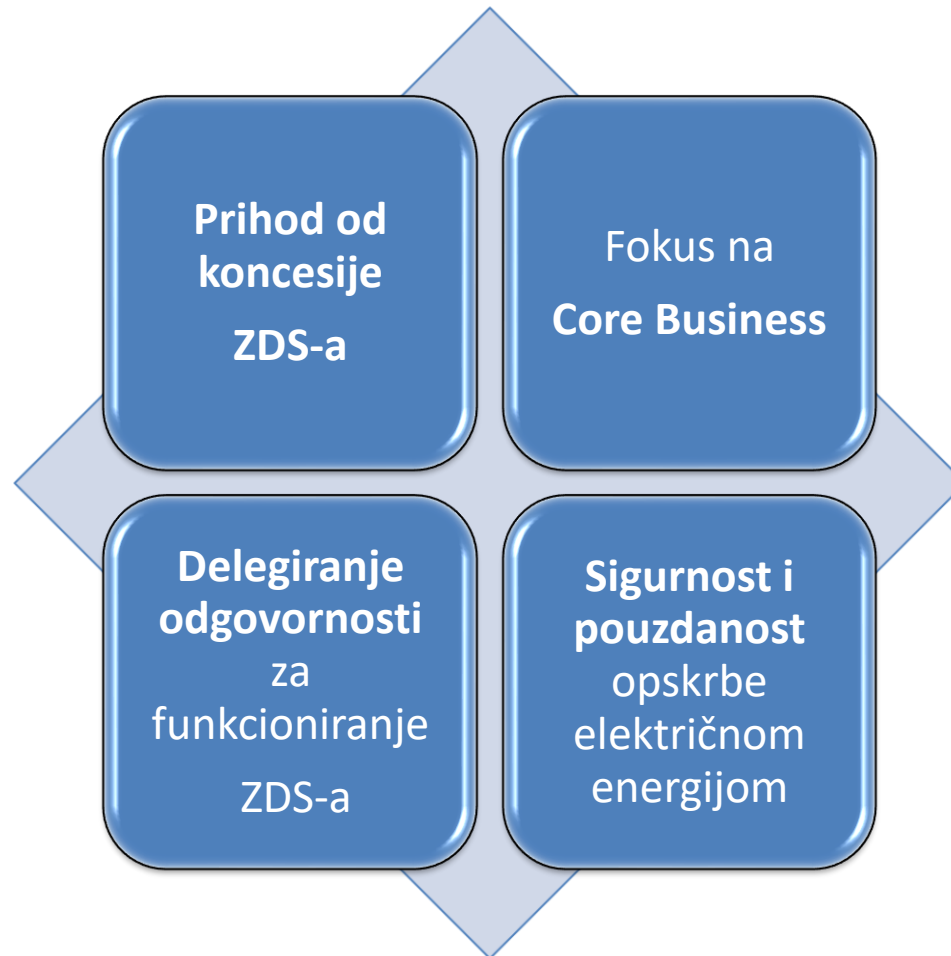 Prihod od
koncesije
ZDS-a
Fokus na
Core Business
Delegiranje
odgovornosti
za
funkcioniranje
ZDS-a
Sigurnost i
pouzdanost
opskrbe
električnom
energijom